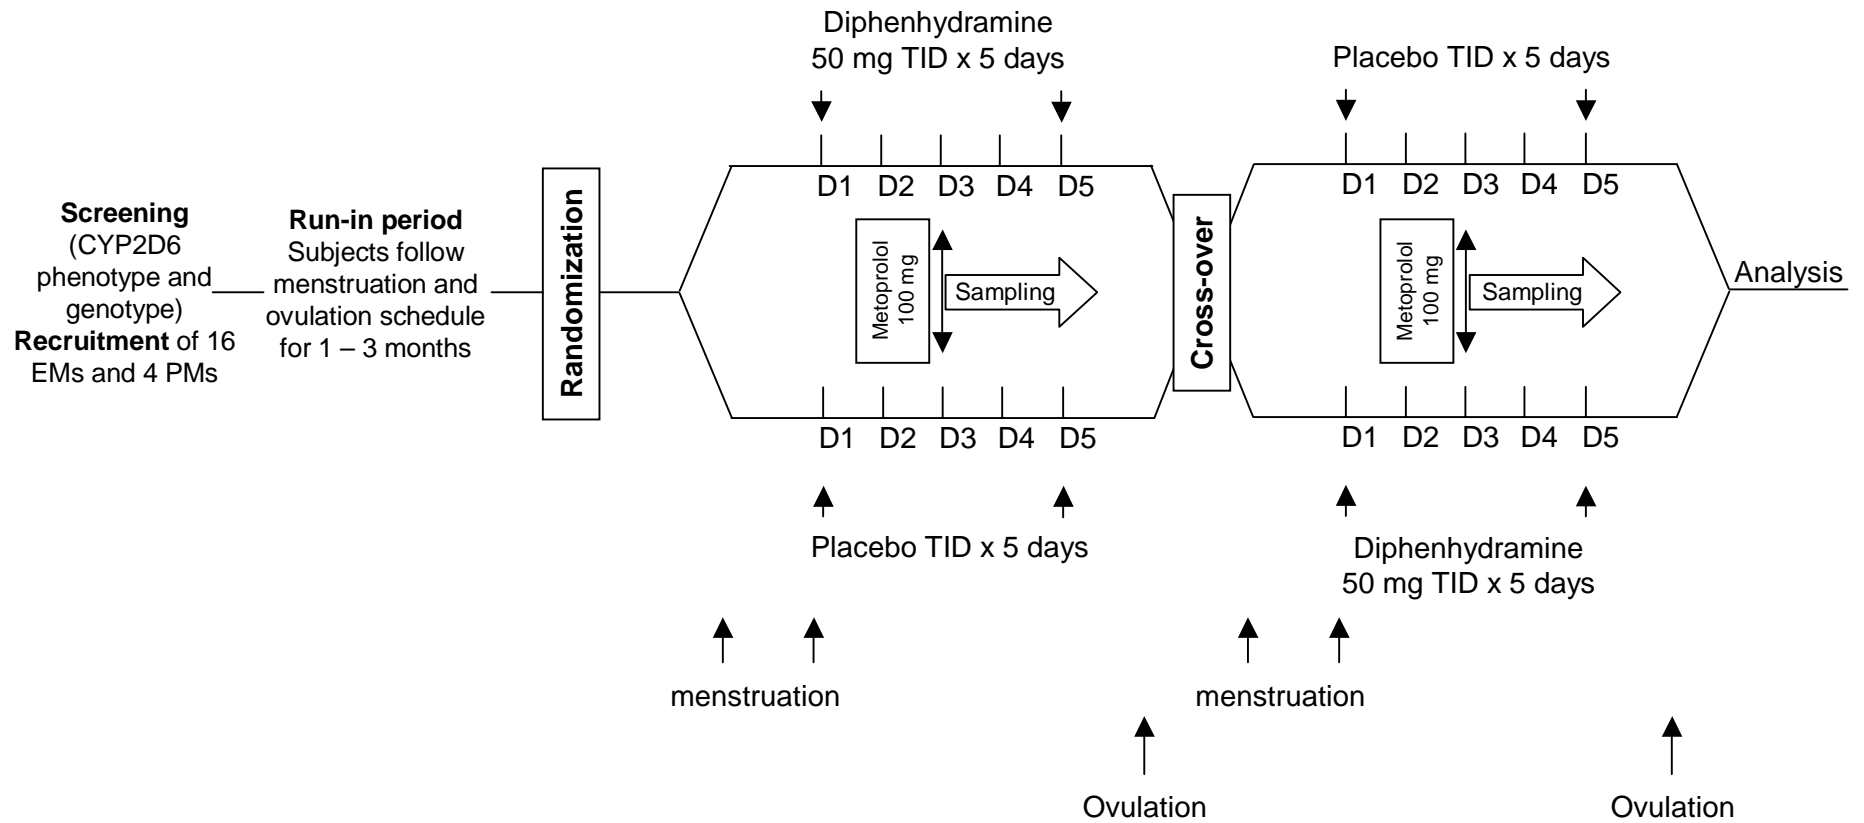 Screening
(CYP2D6
phenotype and
genotype)
Recruitment of 16
EMs and 4 PMs
Run-in period
Subjects follow
menstruation and
ovulation schedule
for 1 – 3 months
Randomization
Diphenhydramine
50 mg TID x 5 days
D1 D2 D3 D4 D5
Metoprolol
100 mg
Sampling
D1 D2 D3 D4 D5
Placebo TID x 5 days
menstruation
Ovulation
Cross-over
Placebo TID x 5 days
D1 D2 D3 D4 D5
Metoprolol
100 mg
Sampling
D1 D2 D3 D4 D5
Diphenhydramine
50 mg TID x 5 days
menstruation
Ovulation
Analysis